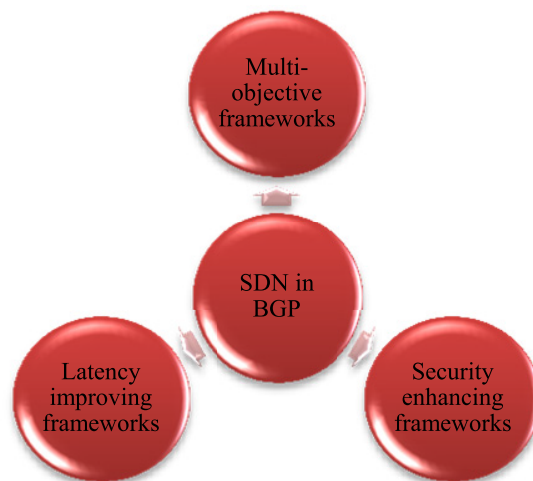 Multi-
objective
frameworks
SDN in
BGP
Latency
improving
frameworks
Security
enhancing
frameworks